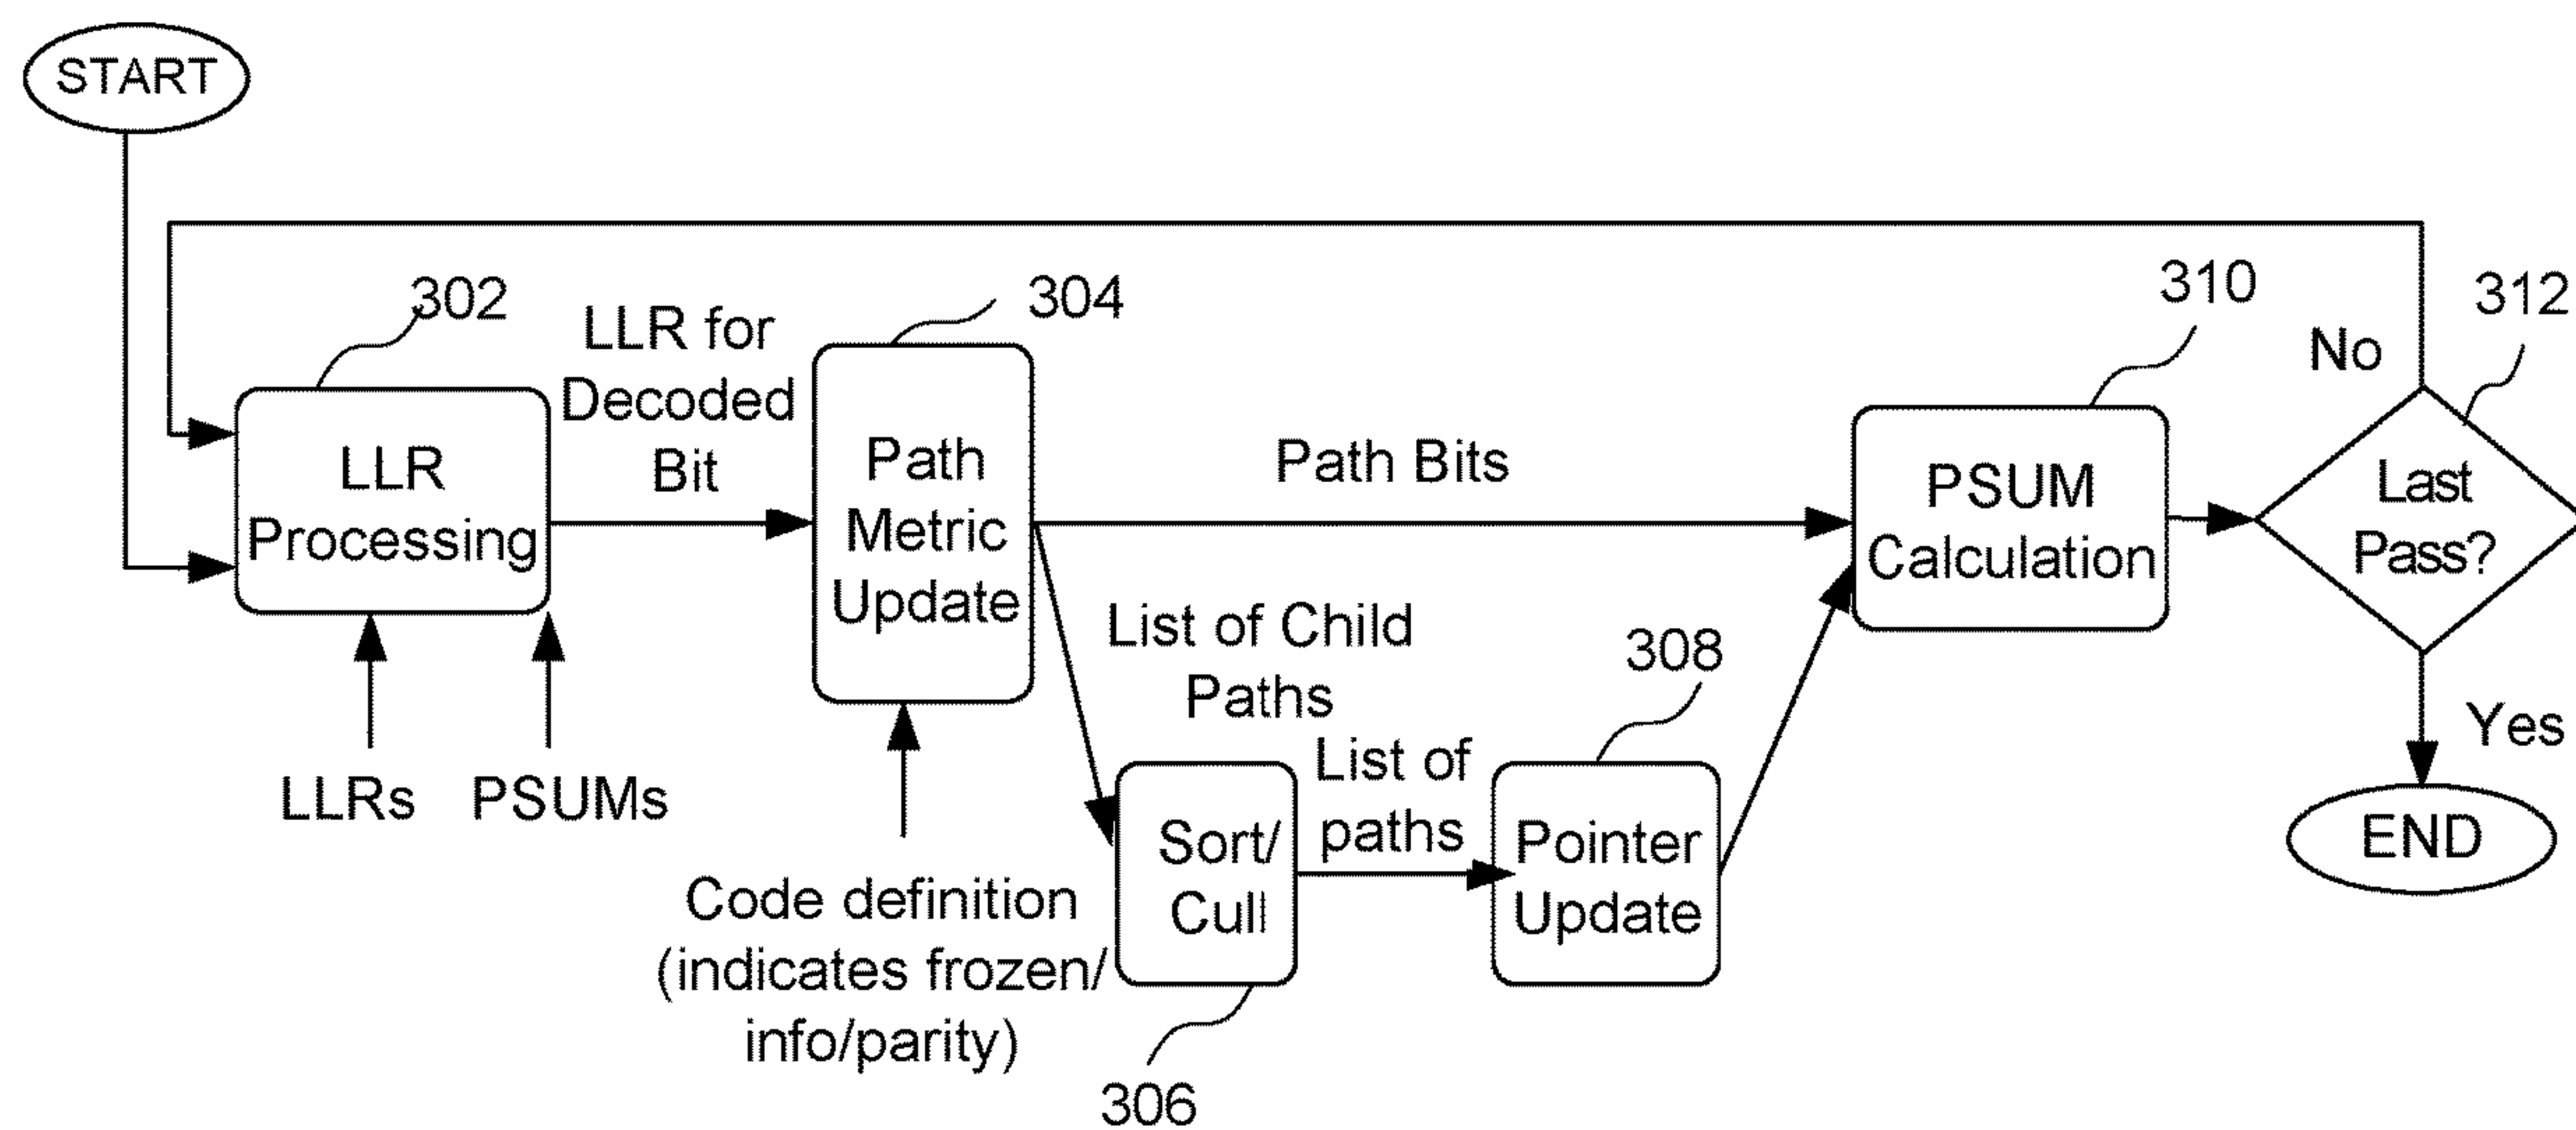 START
302
LLR for
Decoded
Bit
304
310
312
No
LLR
Processing
Path
Metric
Update
Path Bits
PSUM
Calculation
Last
Pass?
List of Child
Paths
308
LLRs
PSUMs
List of
paths
Yes
Code definition
(indicates frozen/
info/parity)
Sort/
Cull
Pointer
Update
END
306